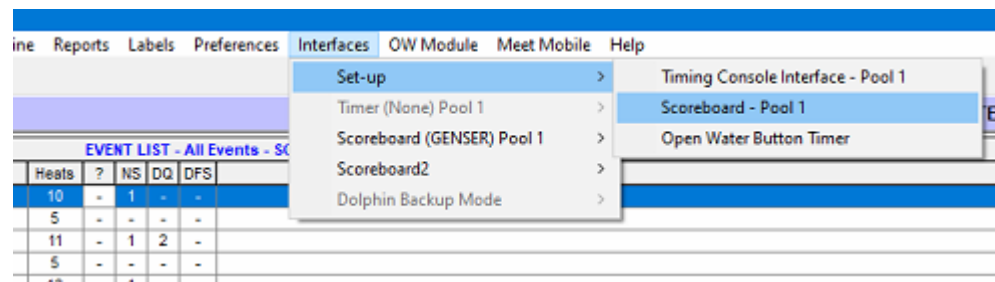 ine Reports Labels Preferences Interfaces OW Module Meet Mobile Help
Set-up > Timing Console Interface - Pool 1
Timer (None) Pool 1 > Scoreboard - Pool 1
Scoreboard (GENSER) Pool 1 > Open Water Button Timer
EVENT LIST - All Events - SC
Scoreboard2 >
Heats ? NS DQ DFS
Dolphin Backup Mode >
10 - 1 - -
5 - - - -
11 - 1 2 -
5 - - - -